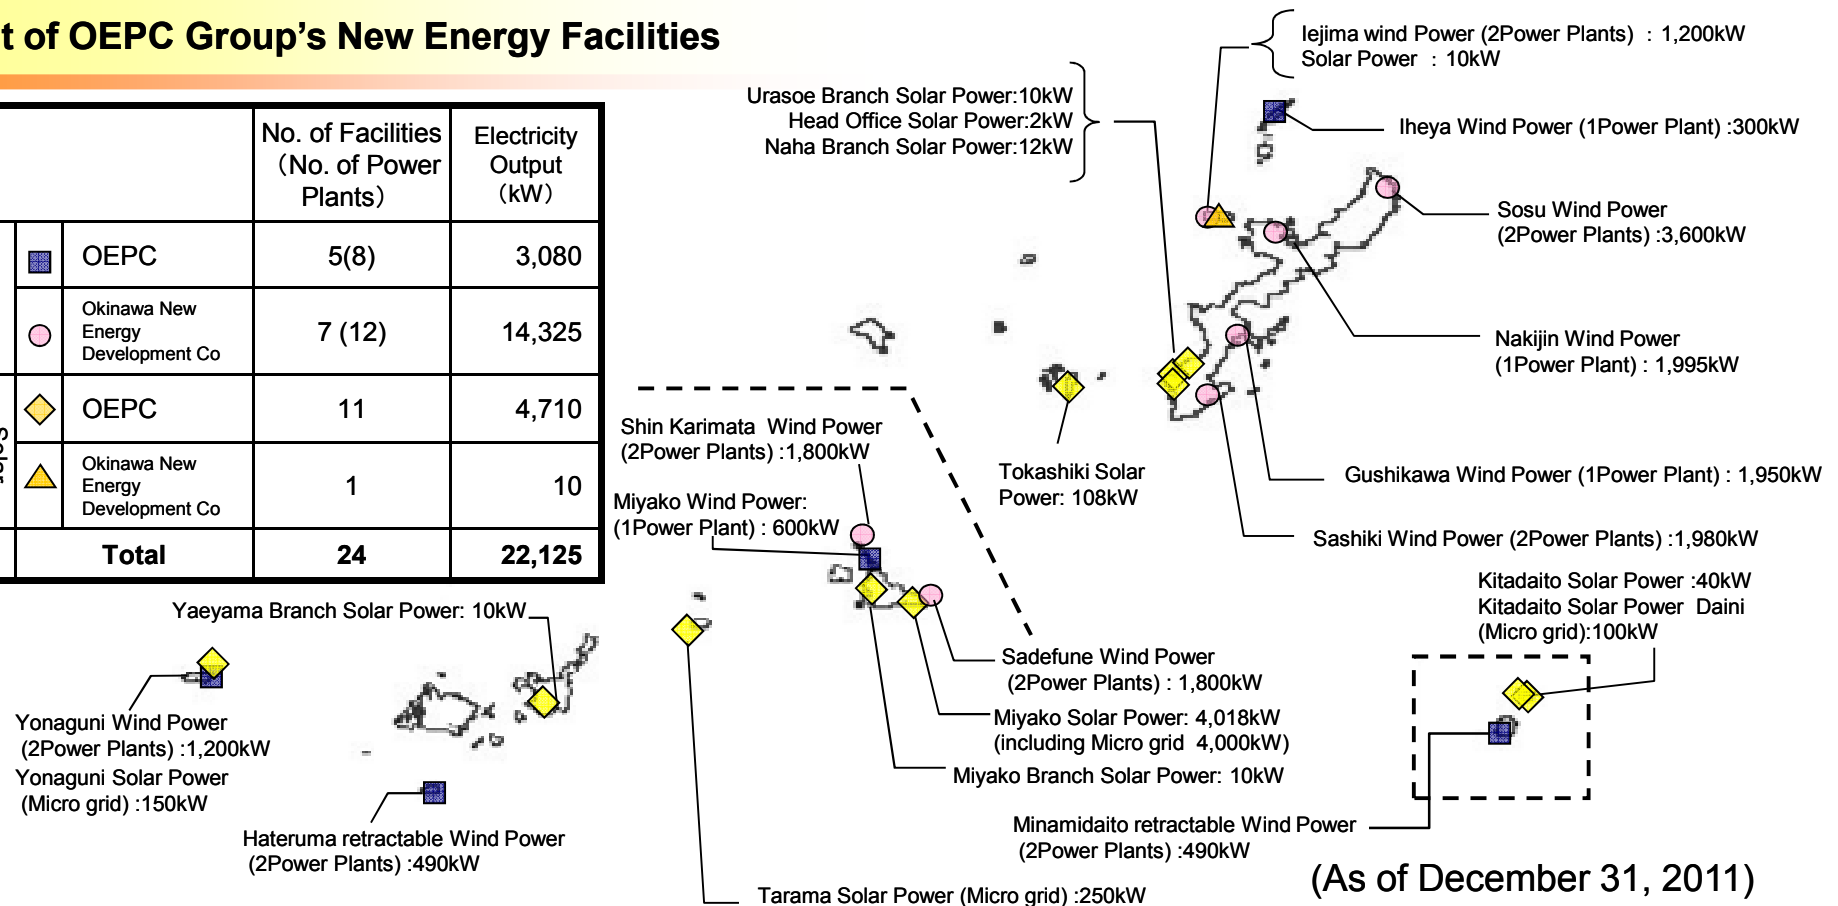 t of OEPC Group's New Energy Facilities
No. of Facilities
（No. of Power
Plants）
Electricity
Output
（kW）
OEPC
5(8)
3,080
Okinawa New
Energy
Development Co
7 (12)
14,325
Solar
OEPC
11
4,710
Okinawa New
Energy
Development Co
1
10
Total
24
22,125
Iejima wind Power (2Power Plants) ：1,200kW
Solar Power ：10kW
Urasoe Branch Solar Power:10kW
Head Office Solar Power:2kW
Naha Branch Solar Power:12kW
Iheya Wind Power (1Power Plant) :300kW
Sosu Wind Power
(2Power Plants) :3,600kW
Nakijin Wind Power
(1Power Plant) : 1,995kW
Shin Karimata Wind Power
(2Power Plants) :1,800kW
Tokashiki Solar
Power: 108kW
Gushikawa Wind Power (1Power Plant) : 1,950kW
Miyako Wind Power:
(1Power Plant) : 600kW
Sashiki Wind Power (2Power Plants) :1,980kW
Kitadaito Solar Power :40kW
Kitadaito Solar Power Daini
(Micro grid):100kW
Yaeyama Branch Solar Power: 10kW
Sadefune Wind Power
(2Power Plants) : 1,800kW
Miyako Solar Power: 4,018kW
(including Micro grid 4,000kW)
Miyako Branch Solar Power: 10kW
Yonaguni Wind Power
(2Power Plants) :1,200kW
Yonaguni Solar Power
(Micro grid) :150kW
Hateruma retractable Wind Power
(2Power Plants) :490kW
Minamidaito retractable Wind Power
(2Power Plants) :490kW
Tarama Solar Power (Micro grid) :250kW
(As of December 31, 2011)